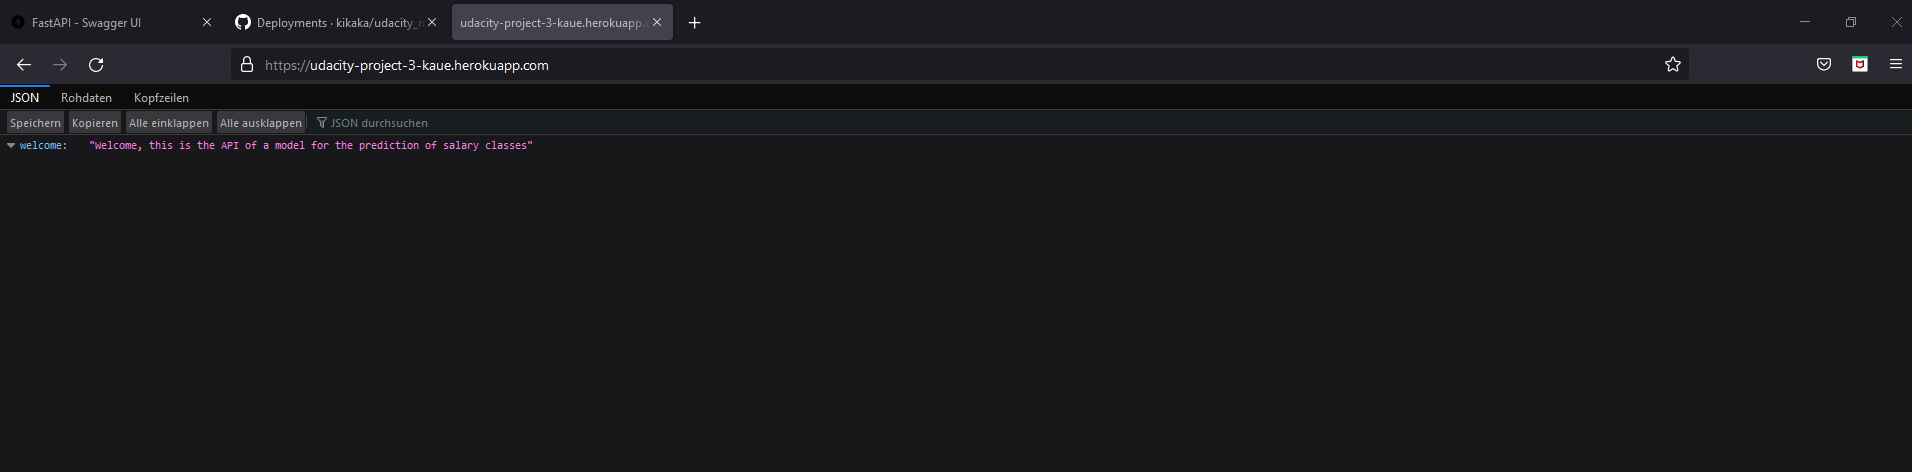 FastAPI - Swagger UI
Deployments · kikaka/udacity_
udacity-project-3-kaue.herokuapp.
https://udacity-project-3-kaue.herokuapp.com
JSON Rohdaten Kopfzeilen
Speichern Kopieren Alle einklappen Alle ausklappen JSON durchsuchen
welcome: "Welcome, this is the API of a model for the prediction of salary classes"